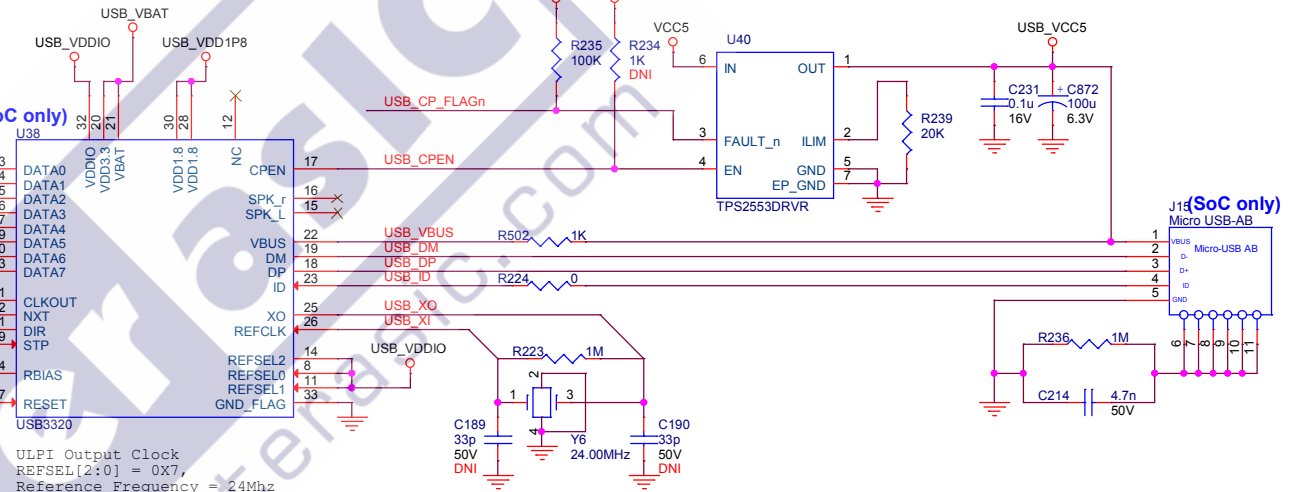 USB_VBAT
USB_VDDIO
USB_VDD1P8
R235
100K
R234
1K
DNI
VCC5
U40
USB_VCC5
6
IN
OUT
1
C231
0.1u
16V
+ C872
100u
6.3V
oC only)
U38
32
20
21
30
28
12
VDDIO
VDD3.3
VBAT
VDD1.8
VDD1.8
NC
USB_CP_FLAGn
3
FAULT_n
ILIM
2
R239
20K
CPEN
17
USB_CPEN
4
EN
GND
5
EP_GND
7
TPS2553DRVR
DATA0
DATA1
DATA2
DATA3
DATA4
DATA5
DATA6
DATA7
SPK_r
16
SPK_L
15
VBUS
22
USB_VBUS
R502
1K
DM
19
USB_DM
DP
18
USB_DP
ID
23
USB_ID
R224
0
J15
(SoC only)
Micro USB-AB
1
VBUS
Micro-USB AB
2
D-
3
D+
4
ID
5
GND
6
7
8
9
10
11
CLKOUT
NXT
DIR
STP
RBIAS
RESET
XO
25
USB_XO
REFCLK
26
USB_XI
REFSEL2
14
REFSEL0
8
REFSEL1
11
GND_FLAG
33
USB3320
USB_VDDIO
R223
1M
1
2
3
4
C189
33p
50V
DNI
Y6
24.00MHz
C190
33p
50V
DNI
R236
1M
C214
4.7n
50V
ULPI Output Clock
REFSEL[2:0] = 0X7,
Reference Frequency = 24Mhz
terasic.com